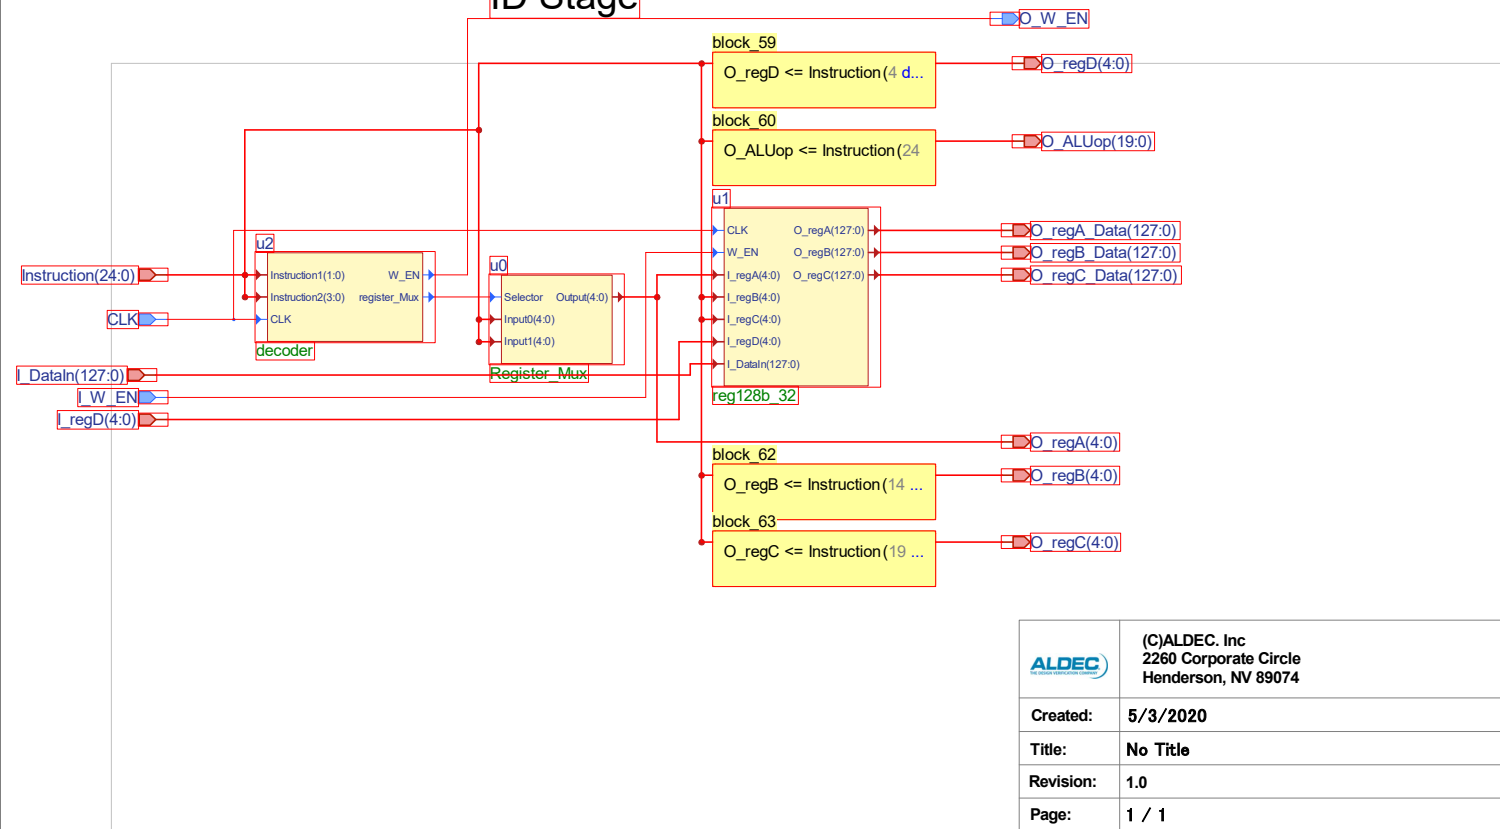 ID Stage
O_W_EN
block_59
O_regD <= Instruction(4 d...
O_regD(4:0)
block_60
O_ALUop <= Instruction(24
O_ALUop(19:0)
u1
CLK
W_EN
I_regA(4:0)
I_regB(4:0)
I_regC(4:0)
I_regD(4:0)
I_DataIn(127:0)
O_regA(127:0)
O_regB(127:0)
O_regC(127:0)
reg128b_32
O_regA_Data(127:0)
O_regB_Data(127:0)
O_regC_Data(127:0)
u2
Instruction1(1:0)
Instruction2(3:0)
CLK
W_EN
register_Mux
decoder
u0
Selector
Input0(4:0)
Input1(4:0)
Output(4:0)
Register_Mux
Instruction(24:0)
CLK
I_DataIn(127:0)
I_W_EN
I_regD(4:0)
O_regA(4:0)
block_62
O_regB <= Instruction(14 ...
O_regB(4:0)
block_63
O_regC <= Instruction(19 ...
O_regC(4:0)
ALDEC
THE DESIGN VERIFICATION COMPANY
(C)ALDEC. Inc
2260 Corporate Circle
Henderson, NV 89074
Created: 5/3/2020
Title: No Title
Revision: 1.0
Page: 1 / 1